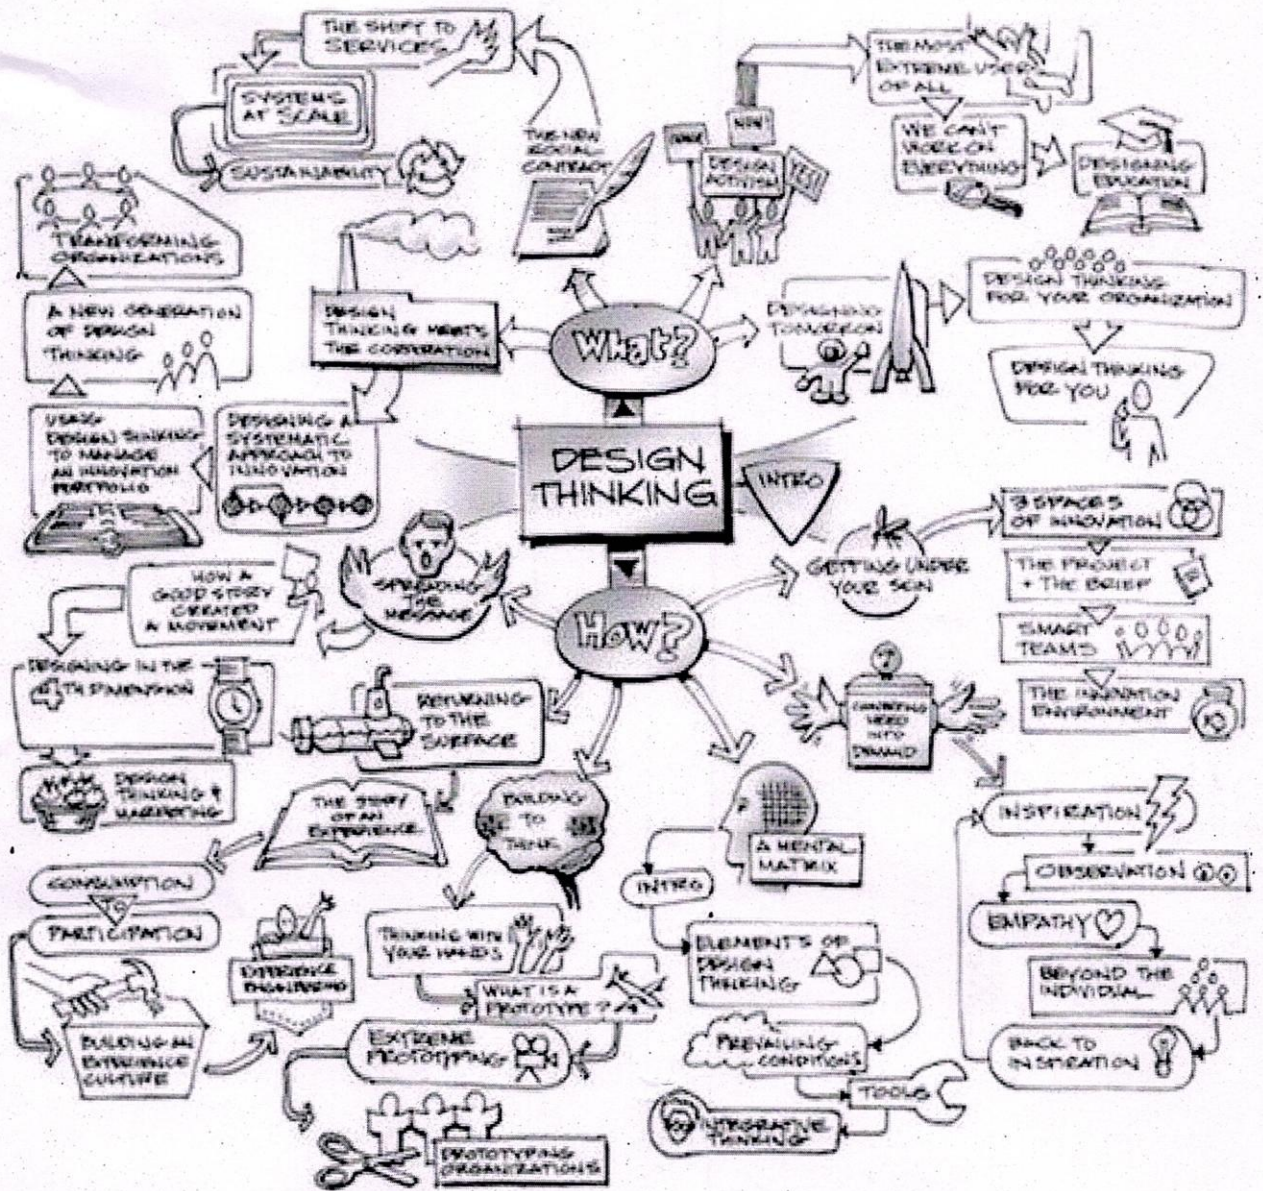 THE SHIFT TO
SERVICES
SYSTEMS
AT SCALE
SUSTAINABILITY
THE NEW
SOCIAL
CONTRACT
NOW
DESIGN
ACTIVISM
YES!
THE MOST
EXTREME USER
OF ALL
WE CAN'T
WORK ON
EVERYTHING
DESIGNING
EDUCATION
TRANSFORMING
ORGANIZATIONS
A NEW GENERATION
OF DESIGN
THINKING
USING
DESIGN THINKING
TO MANAGE
AN INNOVATION
PORTFOLIO
DESIGNING A
SYSTEMATIC
APPROACH TO
INNOVATION
DESIGN
THINKING MEETS
THE CORPORATION
What?
DESIGNING
TOMORROW
DESIGN THINKING
FOR YOUR ORGANIZATION
DESIGN THINKING
FOR YOU
DESIGN
THINKING
INTRO
How?
GETTING UNDER
YOUR SKIN
3 SPACES
OF INNOVATION
THE PROJECT
+ THE BRIEF
SMART
TEAMS
THE INNOVATION
ENVIRONMENT
SPREADING
THE
MESSAGE
HOW A
GOOD STORY
CREATED
A MOVEMENT
DESIGNING IN THE
4TH DIMENSION
DESIGN
THINKING +
MARKETING
RETURNING
TO THE
SURFACE
THE STORY
OF AN
EXPERIENCE
CONSUMPTION
TO
PARTICIPATION
BUILDING AN
EXPERIENCE
CULTURE
EXPERIENCE
ENGINEERING
BUILDING
TO
THINK
THINKING WITH
YOUR HANDS
WHAT IS A
PROTOTYPE?
EXTREME
PROTOTYPING
PROTOTYPING
ORGANIZATIONS
A MENTAL
MATRIX
INTRO
ELEMENTS OF
DESIGN
THINKING
PREVAILING
CONDITIONS
TOOLS
INTEGRATIVE
THINKING
CONVERTING
NEED
INTO
DEMAND
INSPIRATION
OBSERVATION
EMPATHY
BEYOND THE
INDIVIDUAL
BACK TO
INSPIRATION